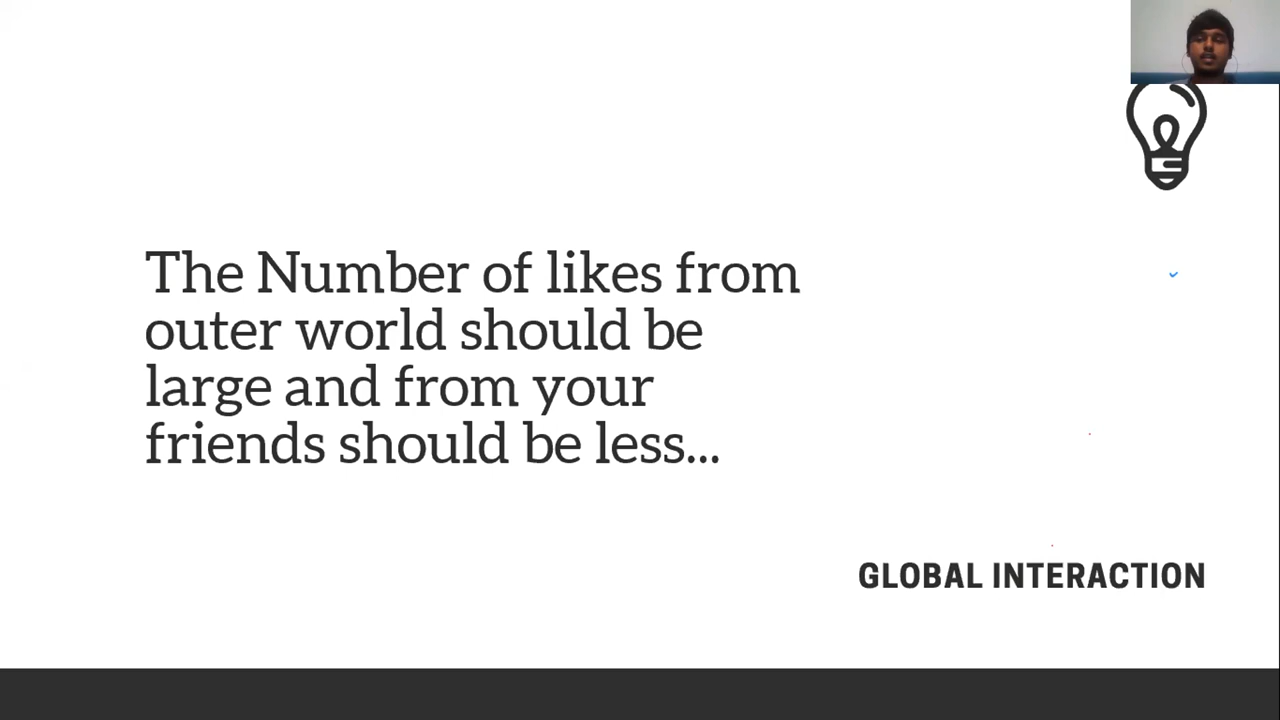 The Number of likes from
outer world should be
large and from your
friends should be less...
GLOBAL INTERACTION